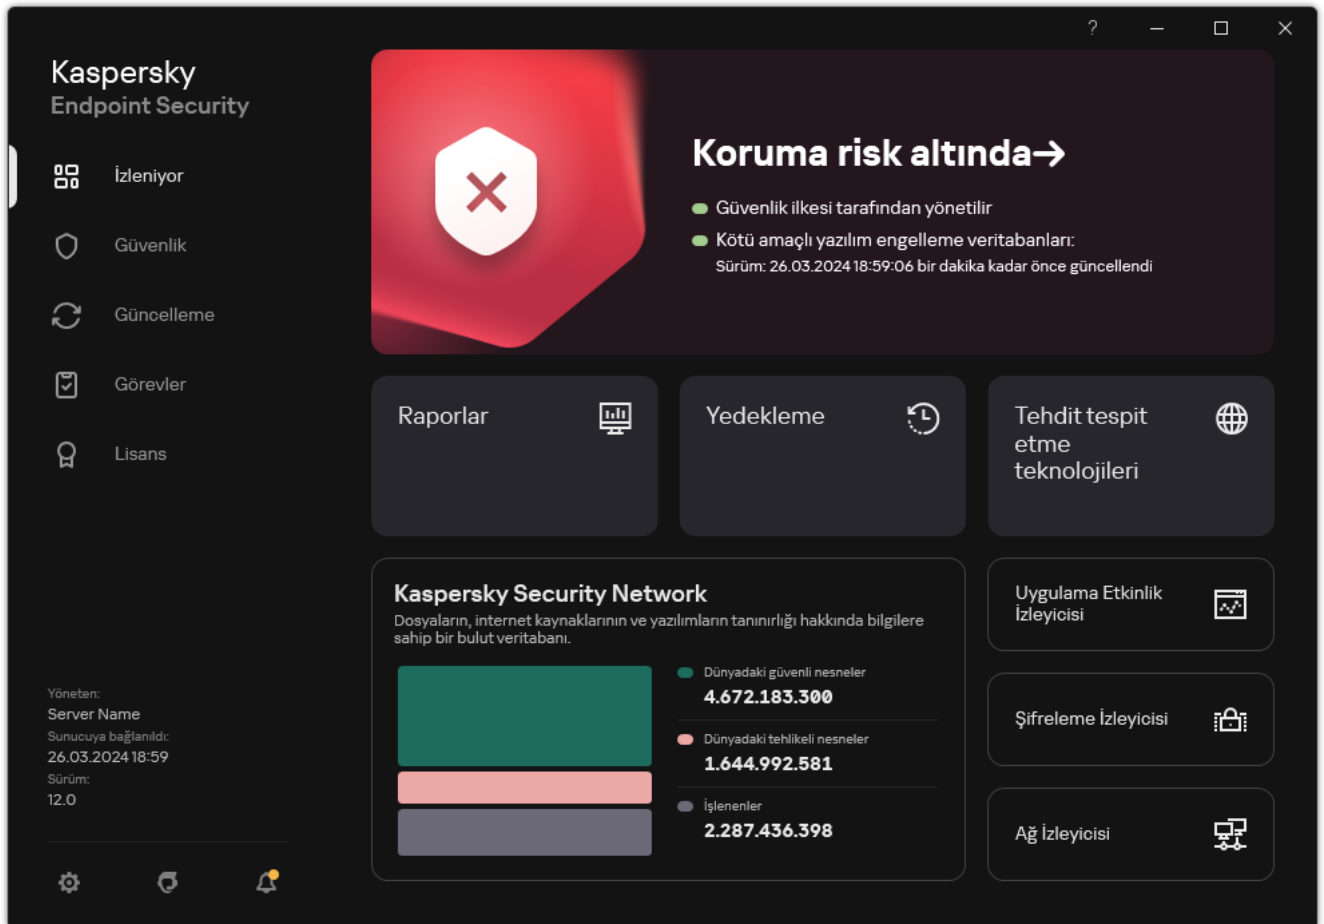 ?
Kaspersky
Endpoint Security
İzleniyor
Güvenlik
Güncelleme
Görevler
Lisans
Yöneten:
Server Name
Sunucuya bağlanıldı:
26.03.2024 18:59
Sürüm:
12.0
Koruma risk altında→
Güvenlik ilkesi tarafından yönetilir
Kötü amaçlı yazılım engelleme veritabanları:
Sürüm: 26.03.2024 18:59:06 bir dakika kadar önce güncellendi
Raporlar
Yedekleme
Tehdit tespit
etme
teknolojileri
Kaspersky Security Network
Dosyaların, internet kaynaklarının ve yazılımların tanınırlığı hakkında bilgilere
sahip bir bulut veritabanı.
Dünyadaki güvenli nesneler
4.672.183.300
Dünyadaki tehlikeli nesneler
1.644.992.581
İşlenenler
2.287.436.398
Uygulama Etkinlik
İzleyicisi
Şifreleme İzleyicisi
Ağ İzleyicisi